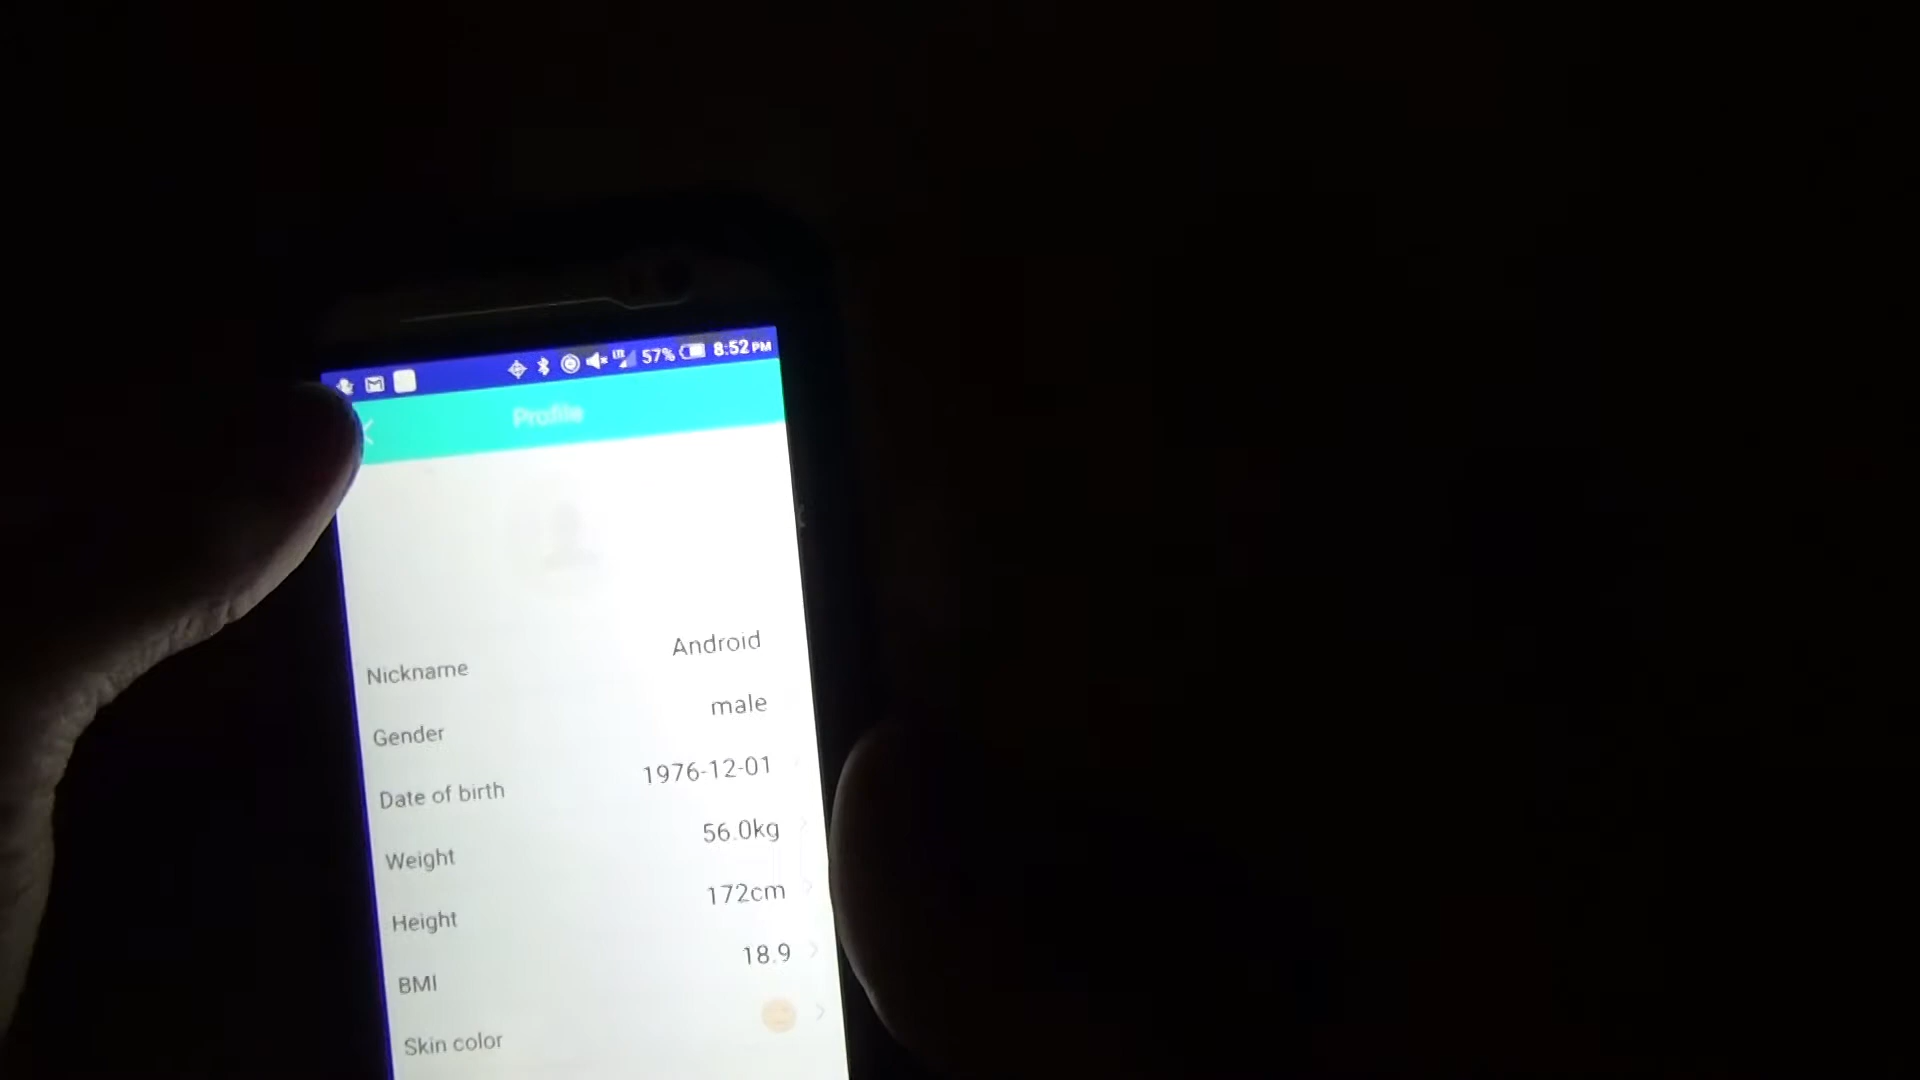 LTE 57% 8:52 PM
Profile
Nickname Android
Gender male
Date of birth 1976-12-01
Weight 56.0kg
Height 172cm
BMI 18.9
Skin color